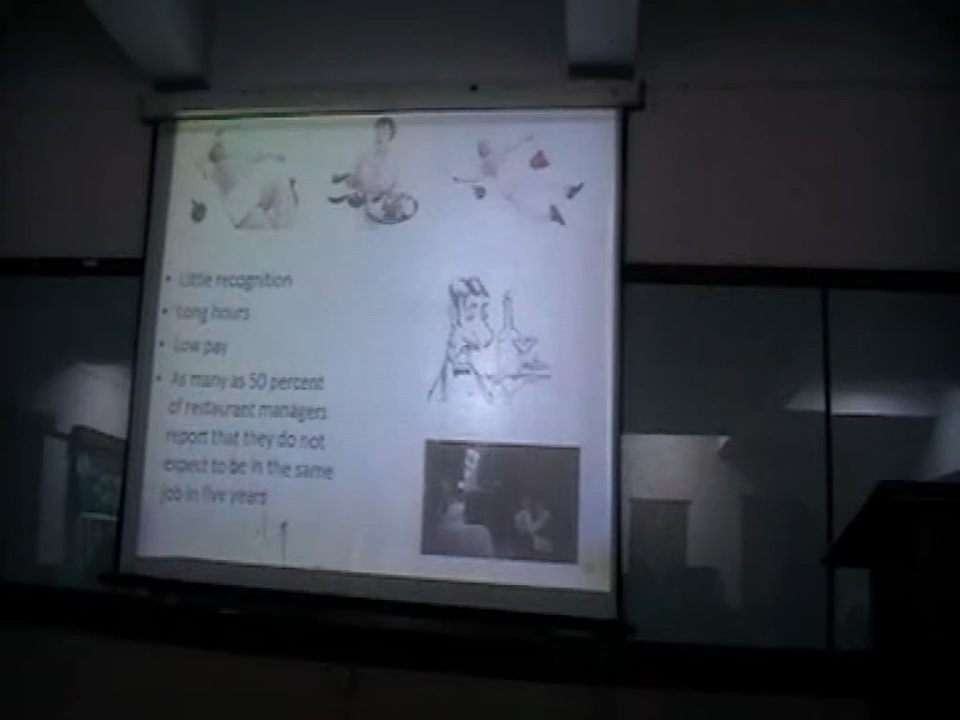 • Little recognition
• Long hours
• Low pay
• As many as 50 percent
of restaurant managers
report that they do not
expect to be in the same
job in five years